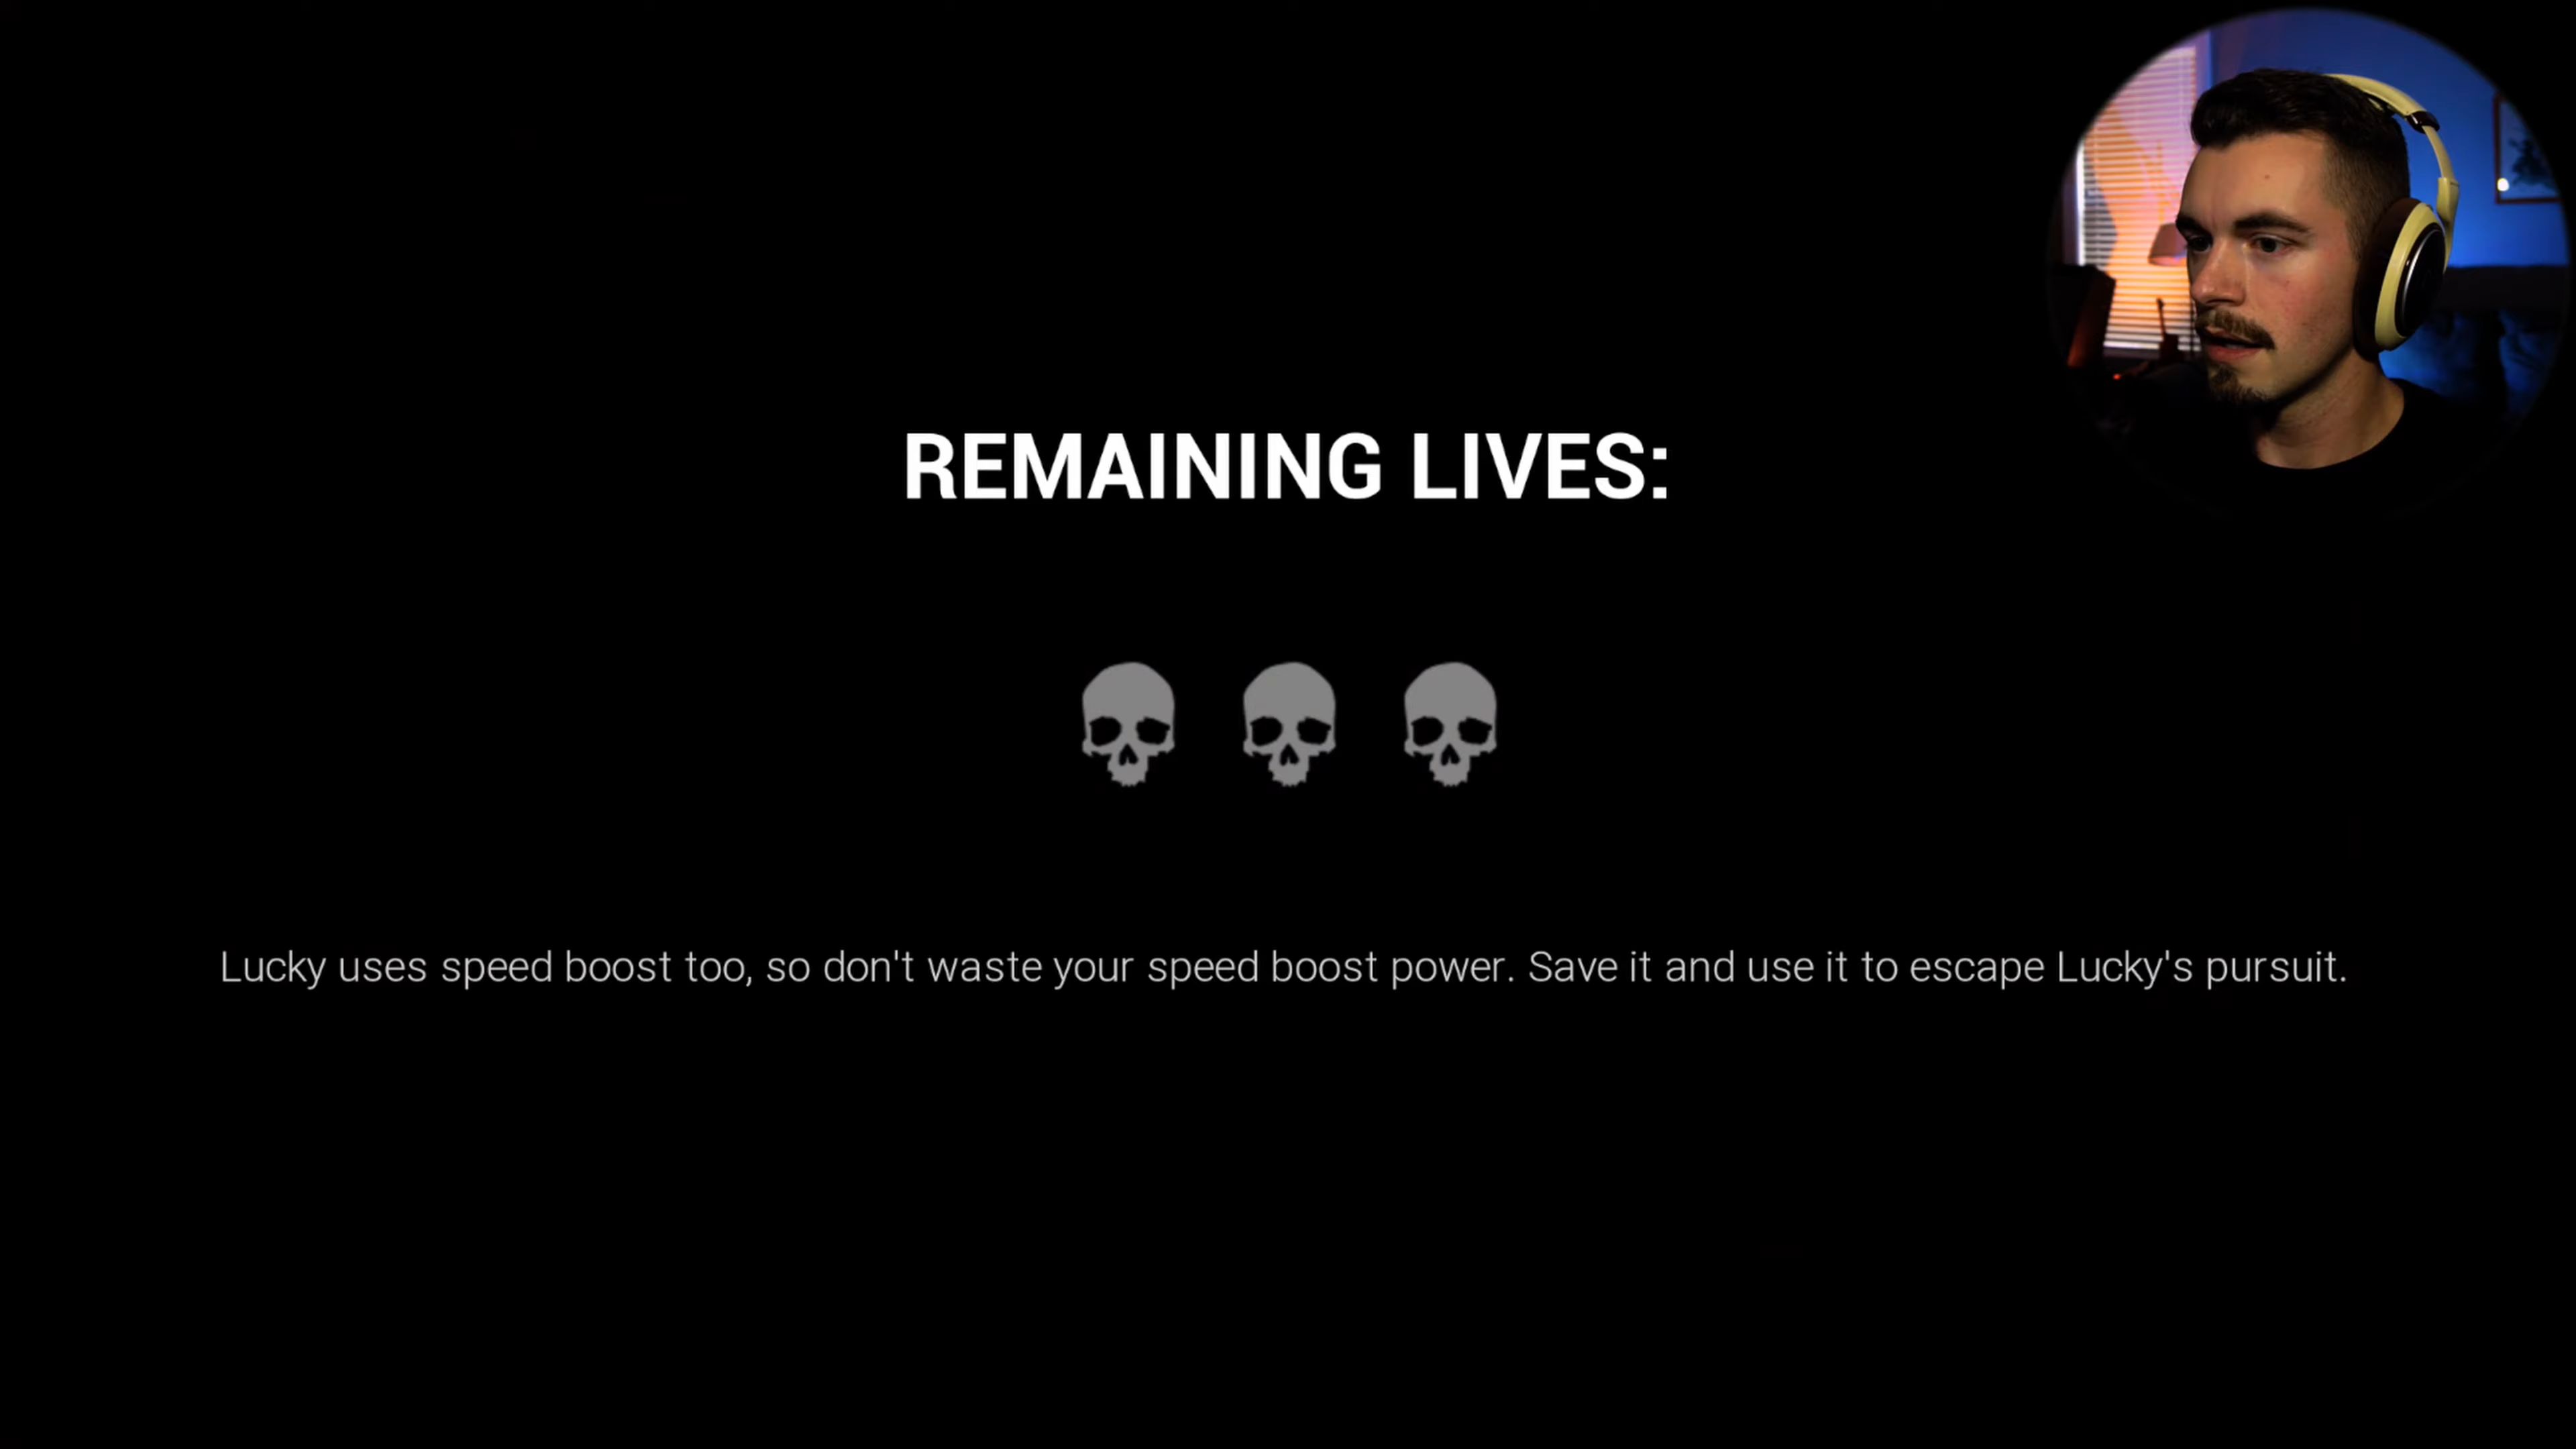 REMAINING LIVES:
Lucky uses speed boost too, so don't waste your speed boost power. Save it and use it to escape Lucky's pursuit.